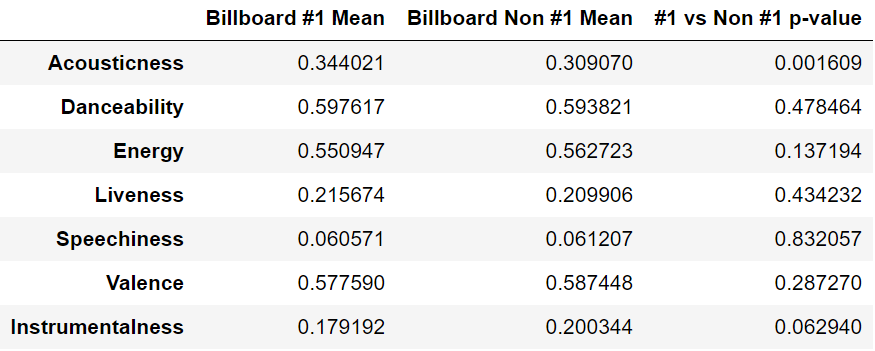 Billboard #1 Mean Billboard Non #1 Mean #1 vs Non #1 p-value
Acousticness 0.344021 0.309070 0.001609
Danceability 0.597617 0.593821 0.478464
Energy 0.550947 0.562723 0.137194
Liveness 0.215674 0.209906 0.434232
Speechiness 0.060571 0.061207 0.832057
Valence 0.577590 0.587448 0.287270
Instrumentalness 0.179192 0.200344 0.062940